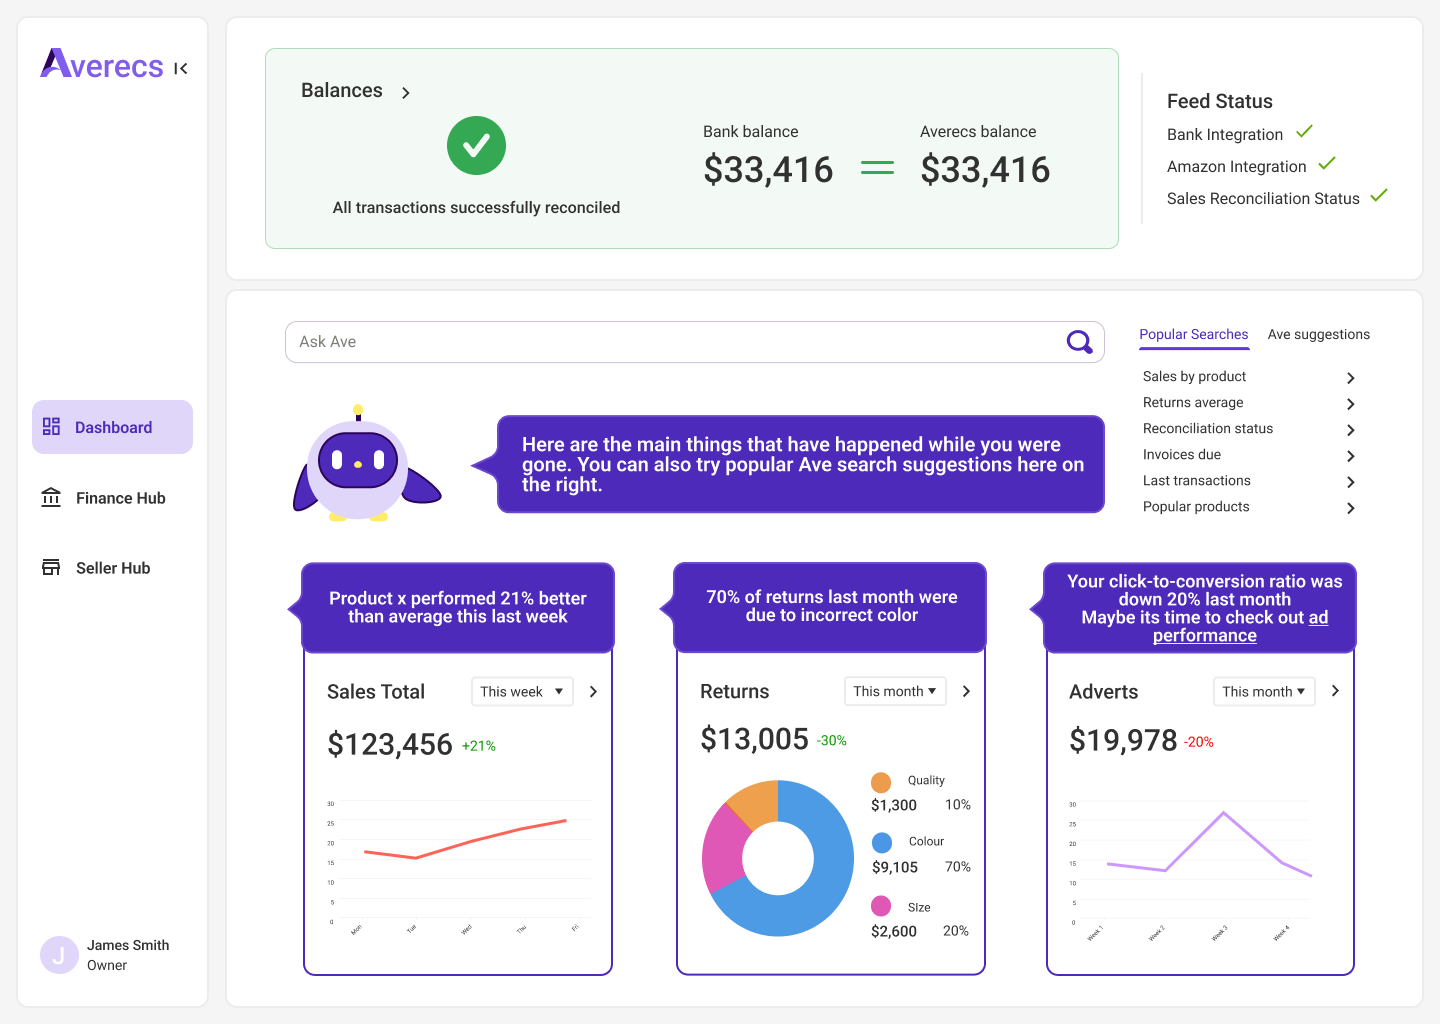 Averecs
Balances
All transactions successfully reconciled
Bank balance
$33,416
Averecs balance
$33,416
Feed Status
Bank Integration
Amazon Integration
Sales Reconciliation Status
Dashboard
Finance Hub
Seller Hub
J
James Smith
Owner
Ask Ave
Popular Searches
Ave suggestions
Sales by product
Returns average
Reconciliation status
Invoices due
Last transactions
Popular products
Here are the main things that have happened while you were
gone. You can also try popular Ave search suggestions here on
the right.
Product x performed 21% better
than average this last week
Sales Total
This week
$123,456
+21%
30
25
20
15
10
5
0
Mon
Tue
Wed
Thu
Fri
70% of returns last month were
due to incorrect color
Returns
This month
$13,005
-30%
Quality
$1,300
10%
Colour
$9,105
70%
SIze
$2,600
20%
Your click-to-conversion ratio was
down 20% last month
Maybe its time to check out ad
performance
Adverts
This month
$19,978
-20%
30
25
20
15
10
5
0
Week 1
Week 2
Week 3
Week 4